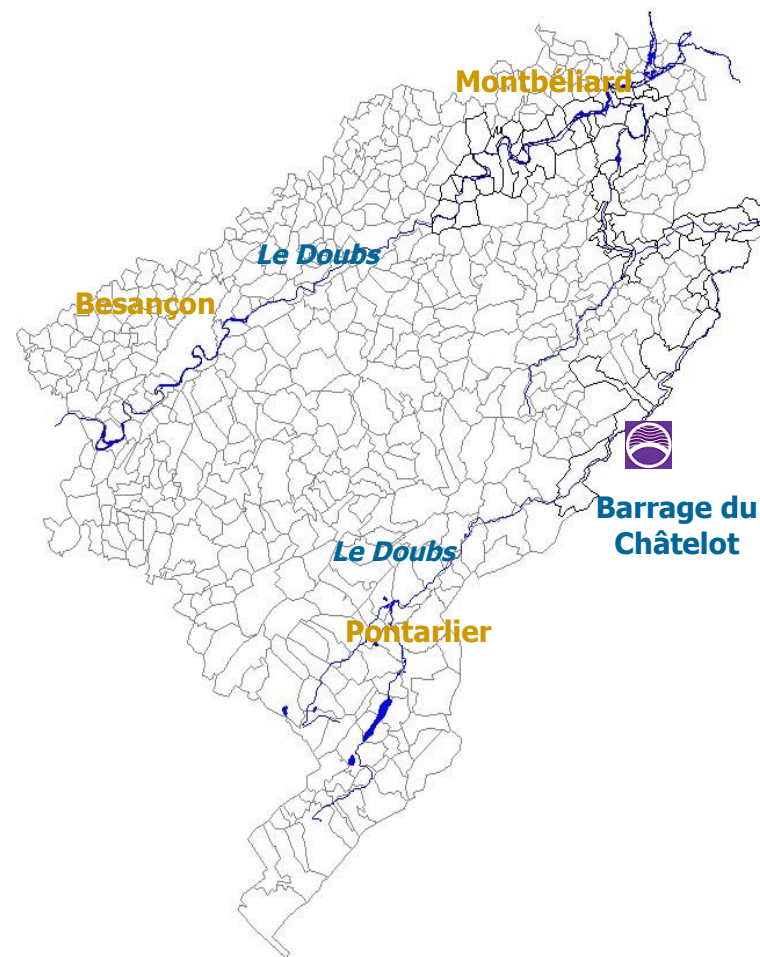 Montbéliard
Le Doubs
Besançon
Barrage du
Châtelot
Le Doubs
Pontarlier